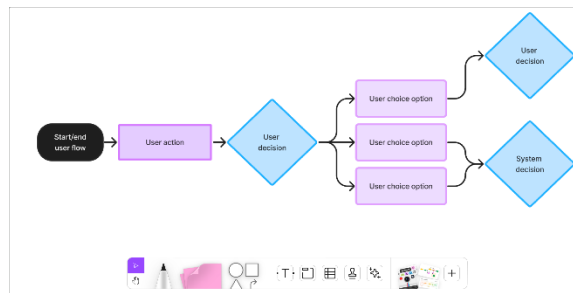 User
decision
User choice option
Start/end
user flow
User action
User
decision
User choice option
System
decision
User choice option
T